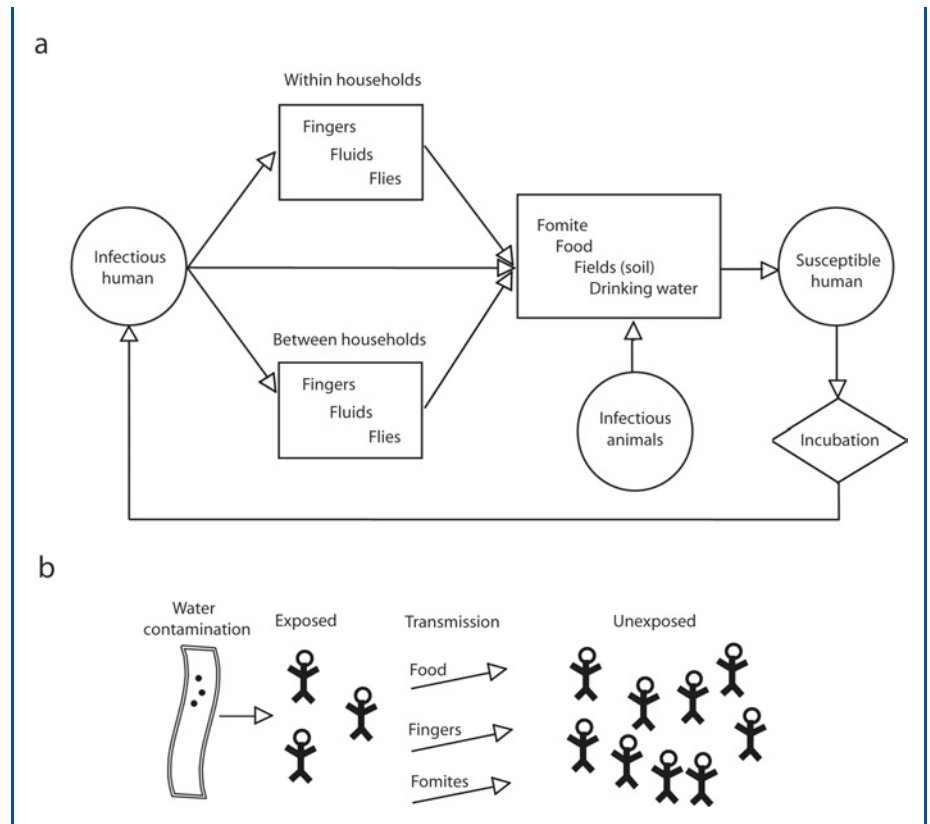 a
Within households
Fingers
Fluids
Flies
Infectious
human
Fomite
Food
Fields (soil)
Drinking water
Susceptible
human
Between households
Fingers
Fluids
Flies
Infectious
animals
Incubation
b
Water
contamination
Exposed
Transmission
Unexposed
Food
Fingers
Fomites